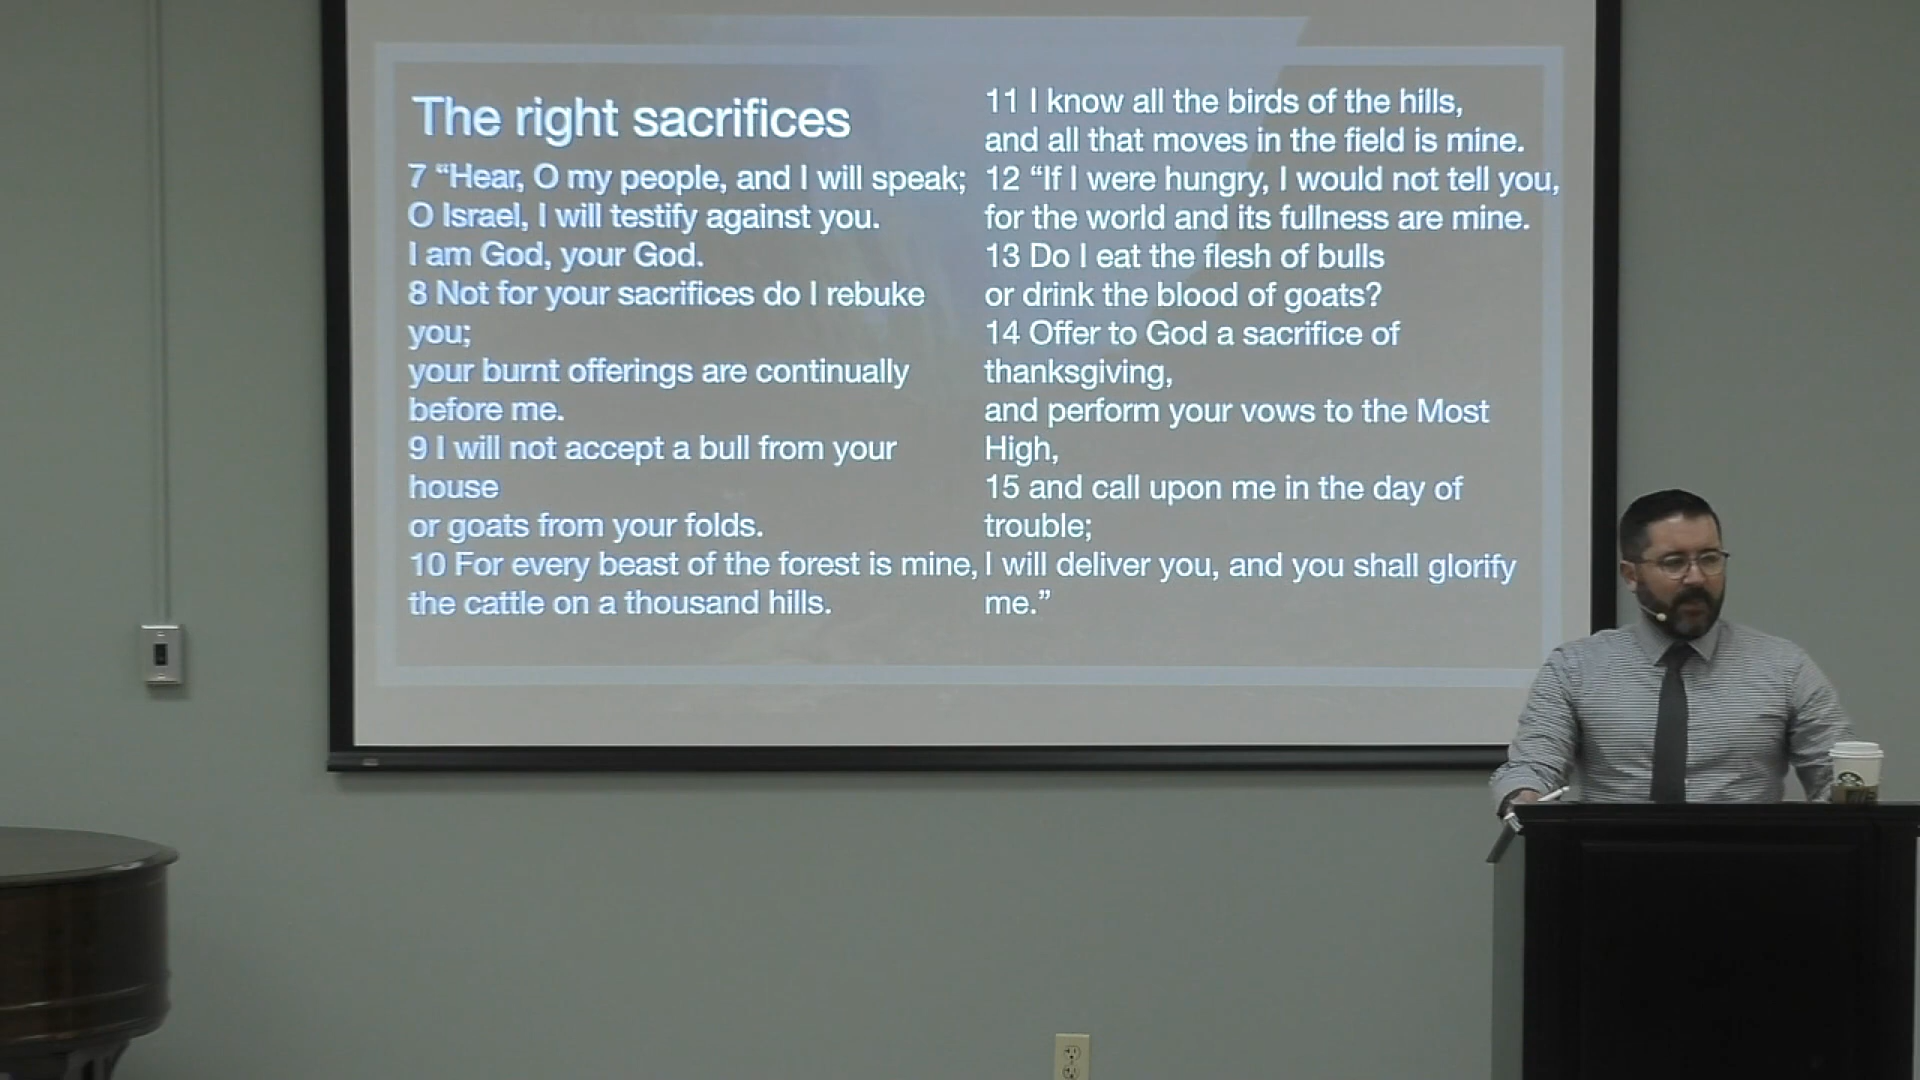 The right sacrifices
7 “Hear, O my people, and I will speak;
O Israel, I will testify against you.
I am God, your God.
8 Not for your sacrifices do I rebuke
you;
your burnt offerings are continually
before me.
9 I will not accept a bull from your
house
or goats from your folds.
10 For every beast of the forest is mine,
the cattle on a thousand hills.
11 I know all the birds of the hills,
and all that moves in the field is mine.
12 “If I were hungry, I would not tell you,
for the world and its fullness are mine.
13 Do I eat the flesh of bulls
or drink the blood of goats?
14 Offer to God a sacrifice of
thanksgiving,
and perform your vows to the Most
High,
15 and call upon me in the day of
trouble;
I will deliver you, and you shall glorify
me.”